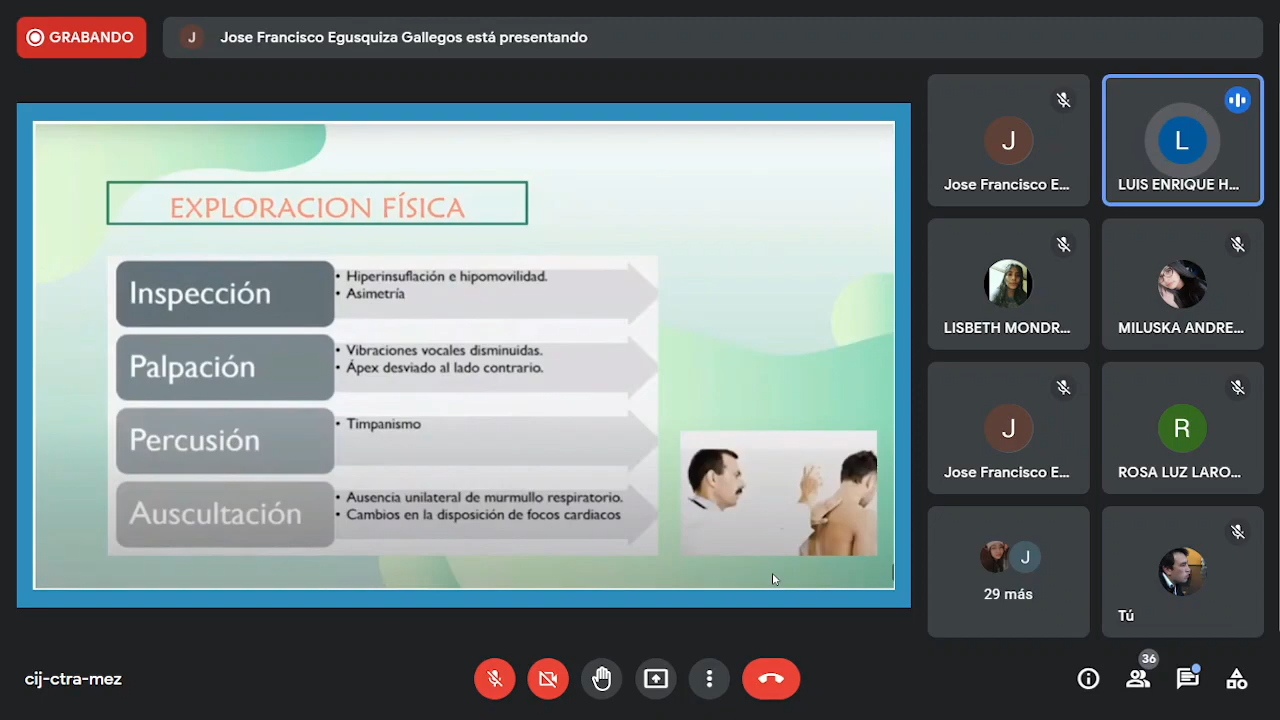 GRABANDO
J
Jose Francisco Egusquiza Gallegos está presentando
EXPLORACION FÍSICA
Inspección
• Hiperinsuflación e hipomovilidad.
• Asimetría
Palpación
• Vibraciones vocales disminuidas.
• Ápex desviado al lado contrario.
Percusión
• Timpanismo
Auscultación
• Ausencia unilateral de murmullo respiratorio.
• Cambios en la disposición de focos cardiacos
J
Jose Francisco E...
L
LUIS ENRIQUE H...
LISBETH MONDR...
MILUSKA ANDRE...
J
Jose Francisco E...
R
ROSA LUZ LARO...
J
29 más
Tú
cij-ctra-mez
36